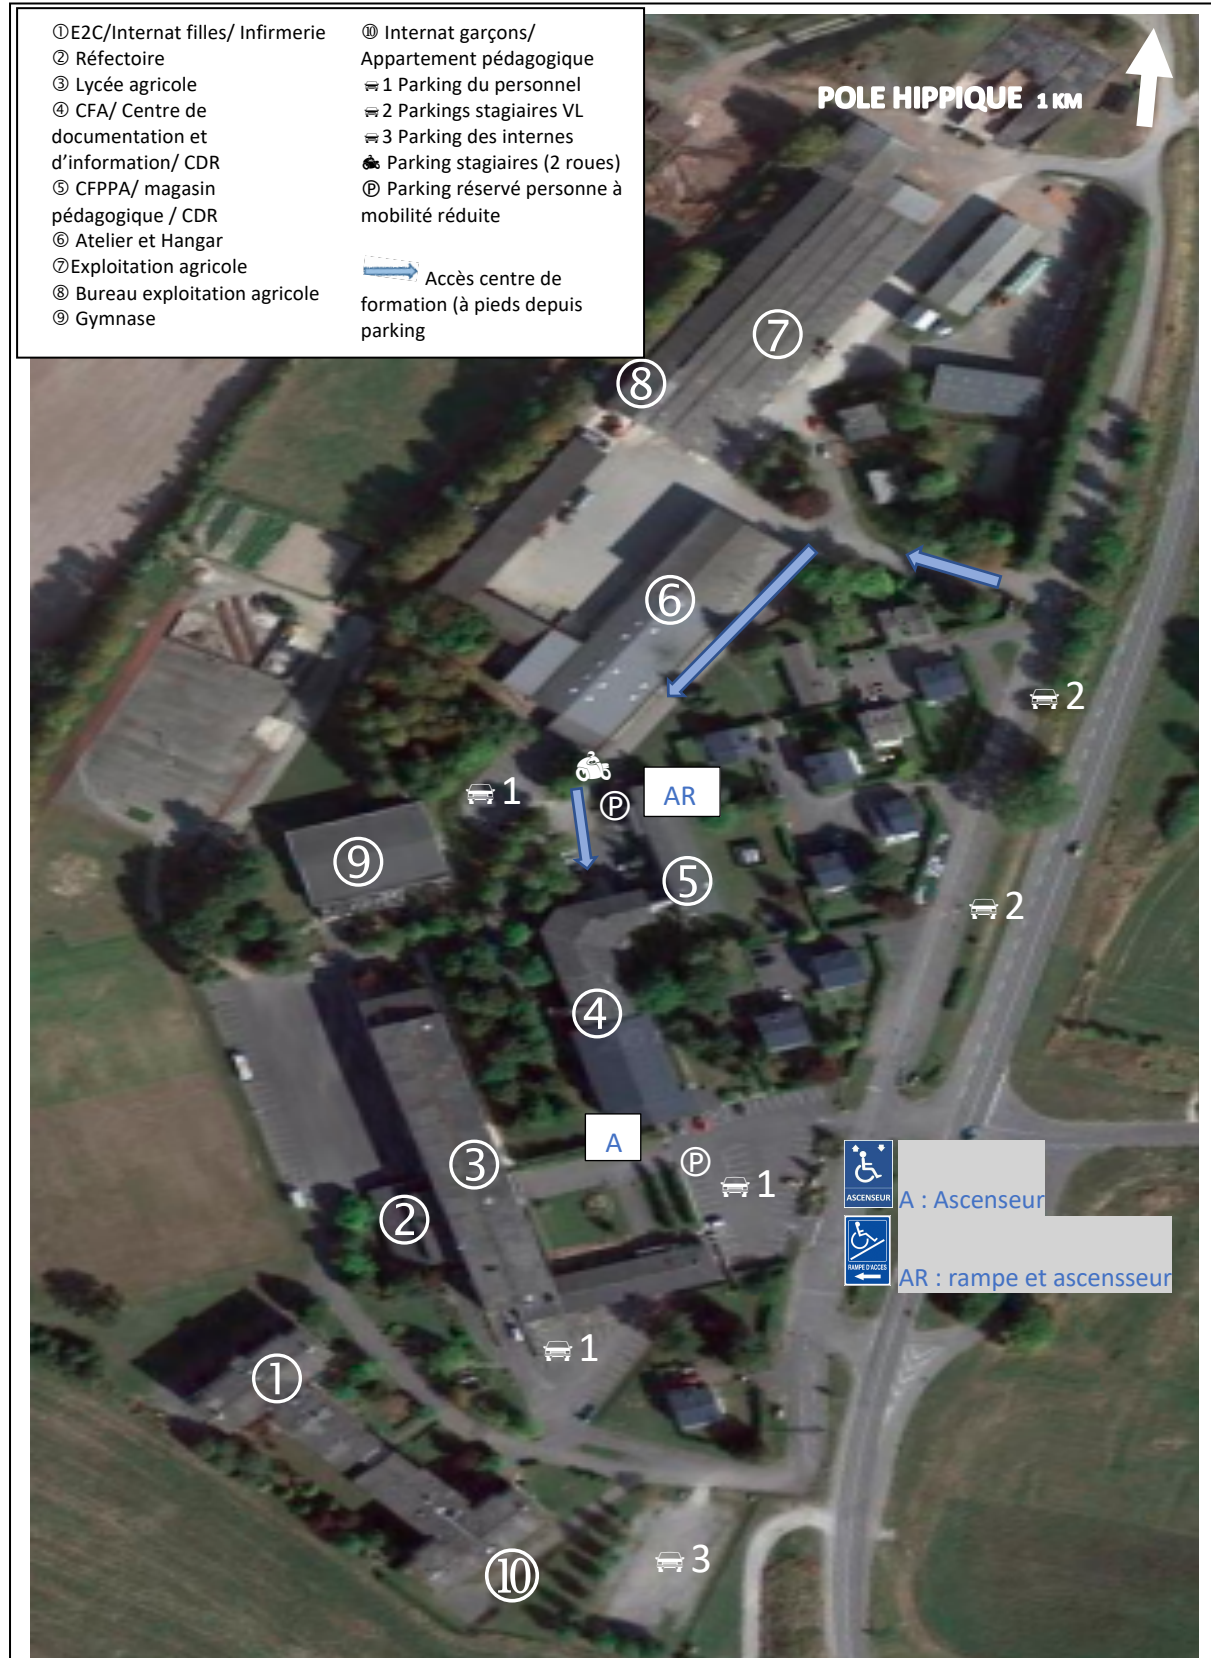 ①E2C/Internat filles/ Infirmerie
② Réfectoire
③ Lycée agricole
④ CFA/ Centre de
documentation et
d'information/ CDR
⑤ CFPPA/ magasin
pédagogique / CDR
⑥ Atelier et Hangar
⑦Exploitation agricole
⑧ Bureau exploitation agricole
⑨ Gymnase
⑩ Internat garçons/
Appartement pédagogique
1 Parking du personnel
2 Parkings stagiaires VL
3 Parking des internes
Parking stagiaires (2 roues)
Ⓟ Parking réservé personne à
mobilité réduite
Accès centre de
formation (à pieds depuis
parking
POLE HIPPIQUE 1 KM
⑦
⑧
⑥
2
1
Ⓟ
AR
⑨
⑤
2
④
A
③
Ⓟ
1
②
ASCENSEUR
A : Ascenseur
RAMPE D'ACCES
AR : rampe et ascensseur
1
①
⑩
3